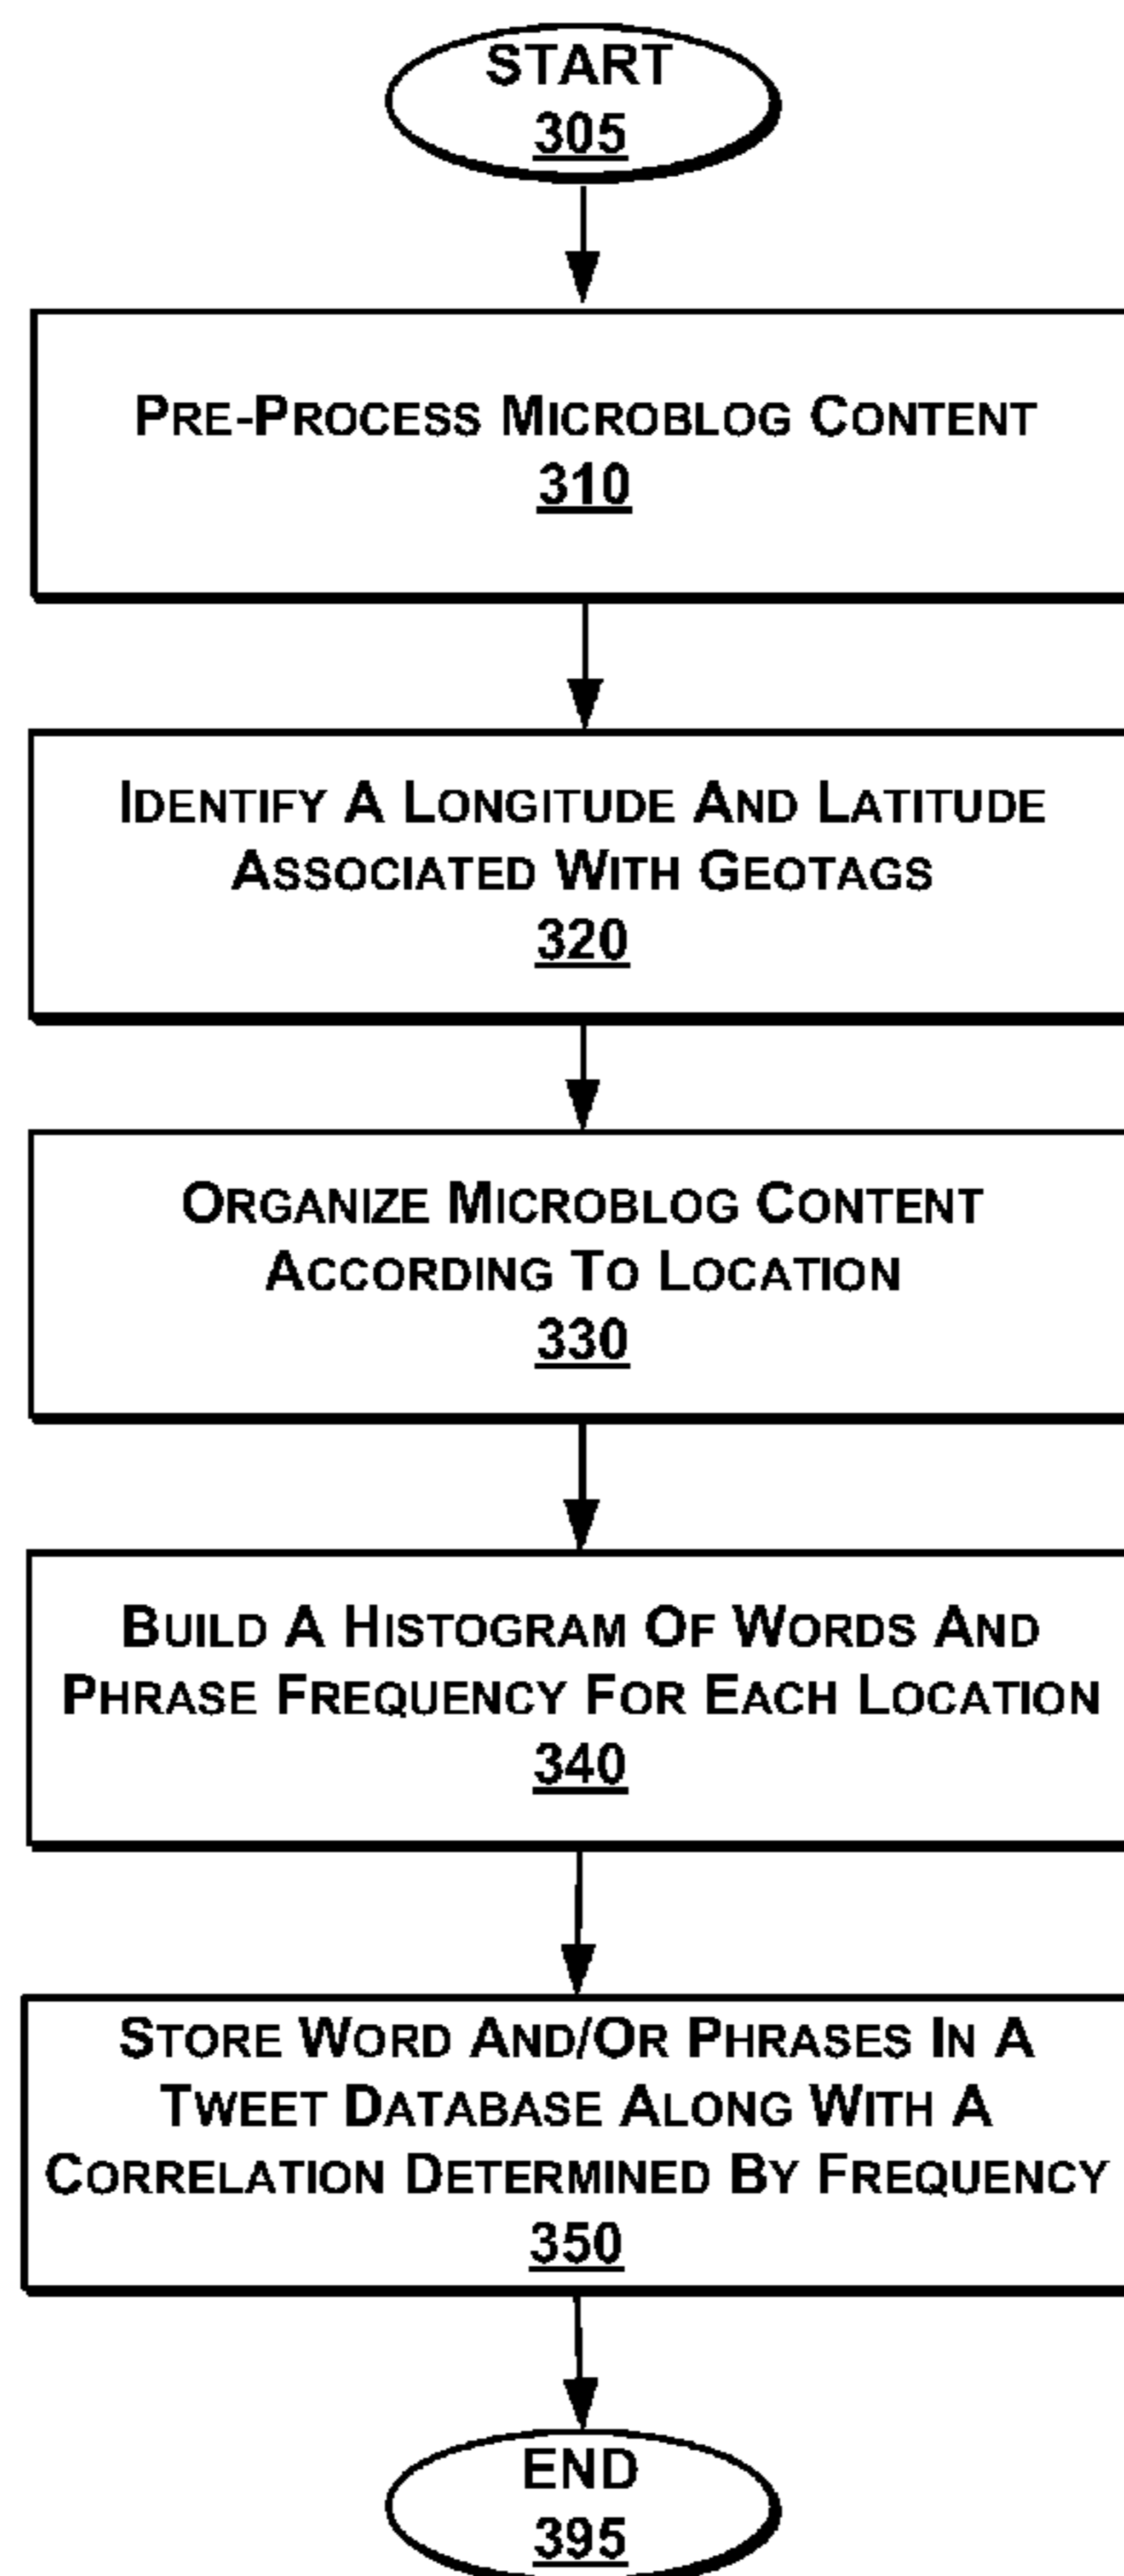 START
305
PRE-PROCESS MICROBLOG CONTENT
310
IDENTIFY A LONGITUDE AND LATITUDE
ASSOCIATED WITH GEOTAGS
320
ORGANIZE MICROBLOG CONTENT
ACCORDING TO LOCATION
330
BUILD A HISTOGRAM OF WORDS AND
PHRASE FREQUENCY FOR EACH LOCATION
340
STORE WORD AND/OR PHRASES IN A
TWEET DATABASE ALONG WITH A
CORRELATION DETERMINED BY FREQUENCY
350
END
395